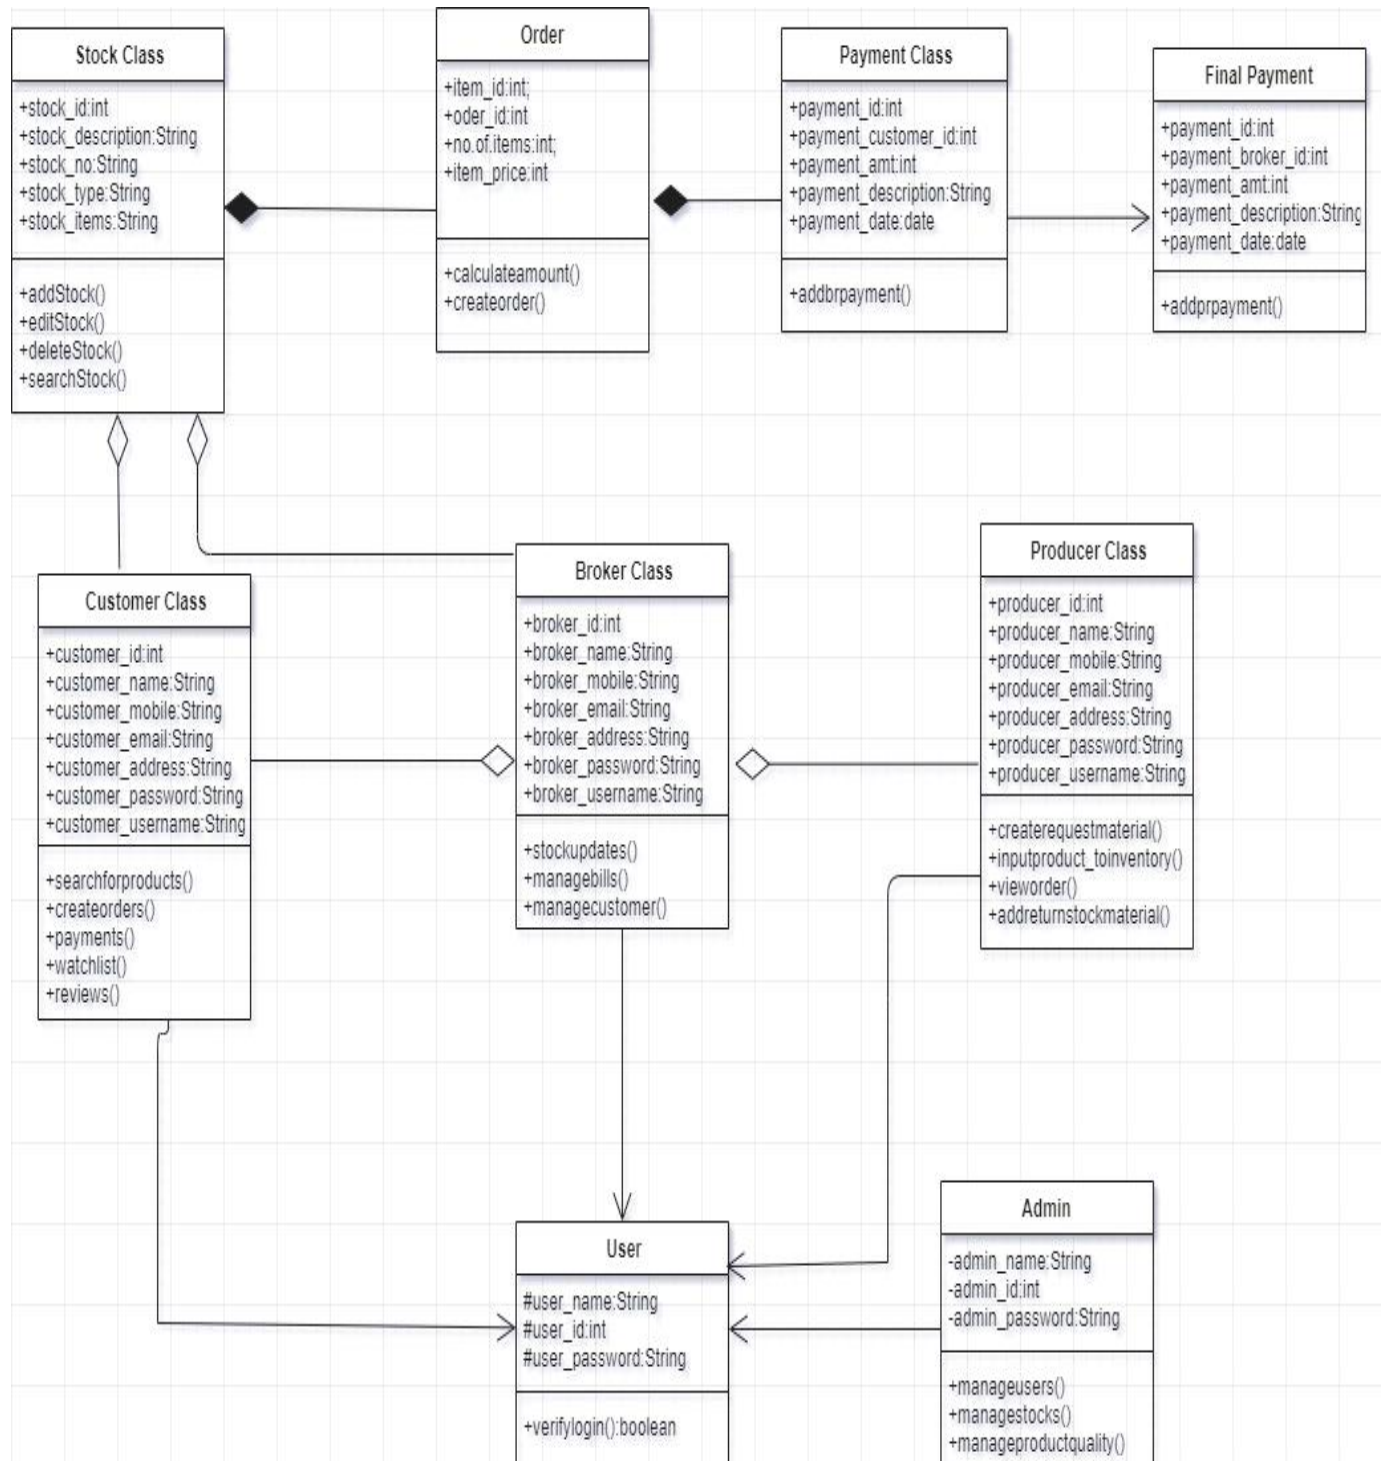 Stock Class
+stock_id:int
+stock_description:String
+stock_no:String
+stock_type:String
+stock_items:String
+addStock()
+editStock()
+deleteStock()
+searchStock()
Order
+item_id:int;
+oder_id:int
+no.of.items:int;
+item_price:int
+calculateamount()
+createorder()
Payment Class
+payment_id:int
+payment_customer_id:int
+payment_amt:int
+payment_description:String
+payment_date:date
+addbrpayment()
Final Payment
+payment_id:int
+payment_broker_id:int
+payment_amt:int
+payment_description:String
+payment_date:date
+addprpayment()
Customer Class
+customer_id:int
+customer_name:String
+customer_mobile:String
+customer_email:String
+customer_address:String
+customer_password:String
+customer_username:String
+searchforproducts()
+createorders()
+payments()
+watchlist()
+reviews()
Broker Class
+broker_id:int
+broker_name:String
+broker_mobile:String
+broker_email:String
+broker_address:String
+broker_password:String
+broker_username:String
+stockupdates()
+managebills()
+managecustomer()
Producer Class
+producer_id:int
+producer_name:String
+producer_mobile:String
+producer_email:String
+producer_address:String
+producer_password:String
+producer_username:String
+createrequestmaterial()
+inputproduct_toinventory()
+vieworder()
+addreturnstockmaterial()
User
#user_name:String
#user_id:int
#user_password:String
+verifylogin():boolean
Admin
-admin_name:String
-admin_id:int
-admin_password:String
+manageusers()
+managestocks()
+manageproductquality()